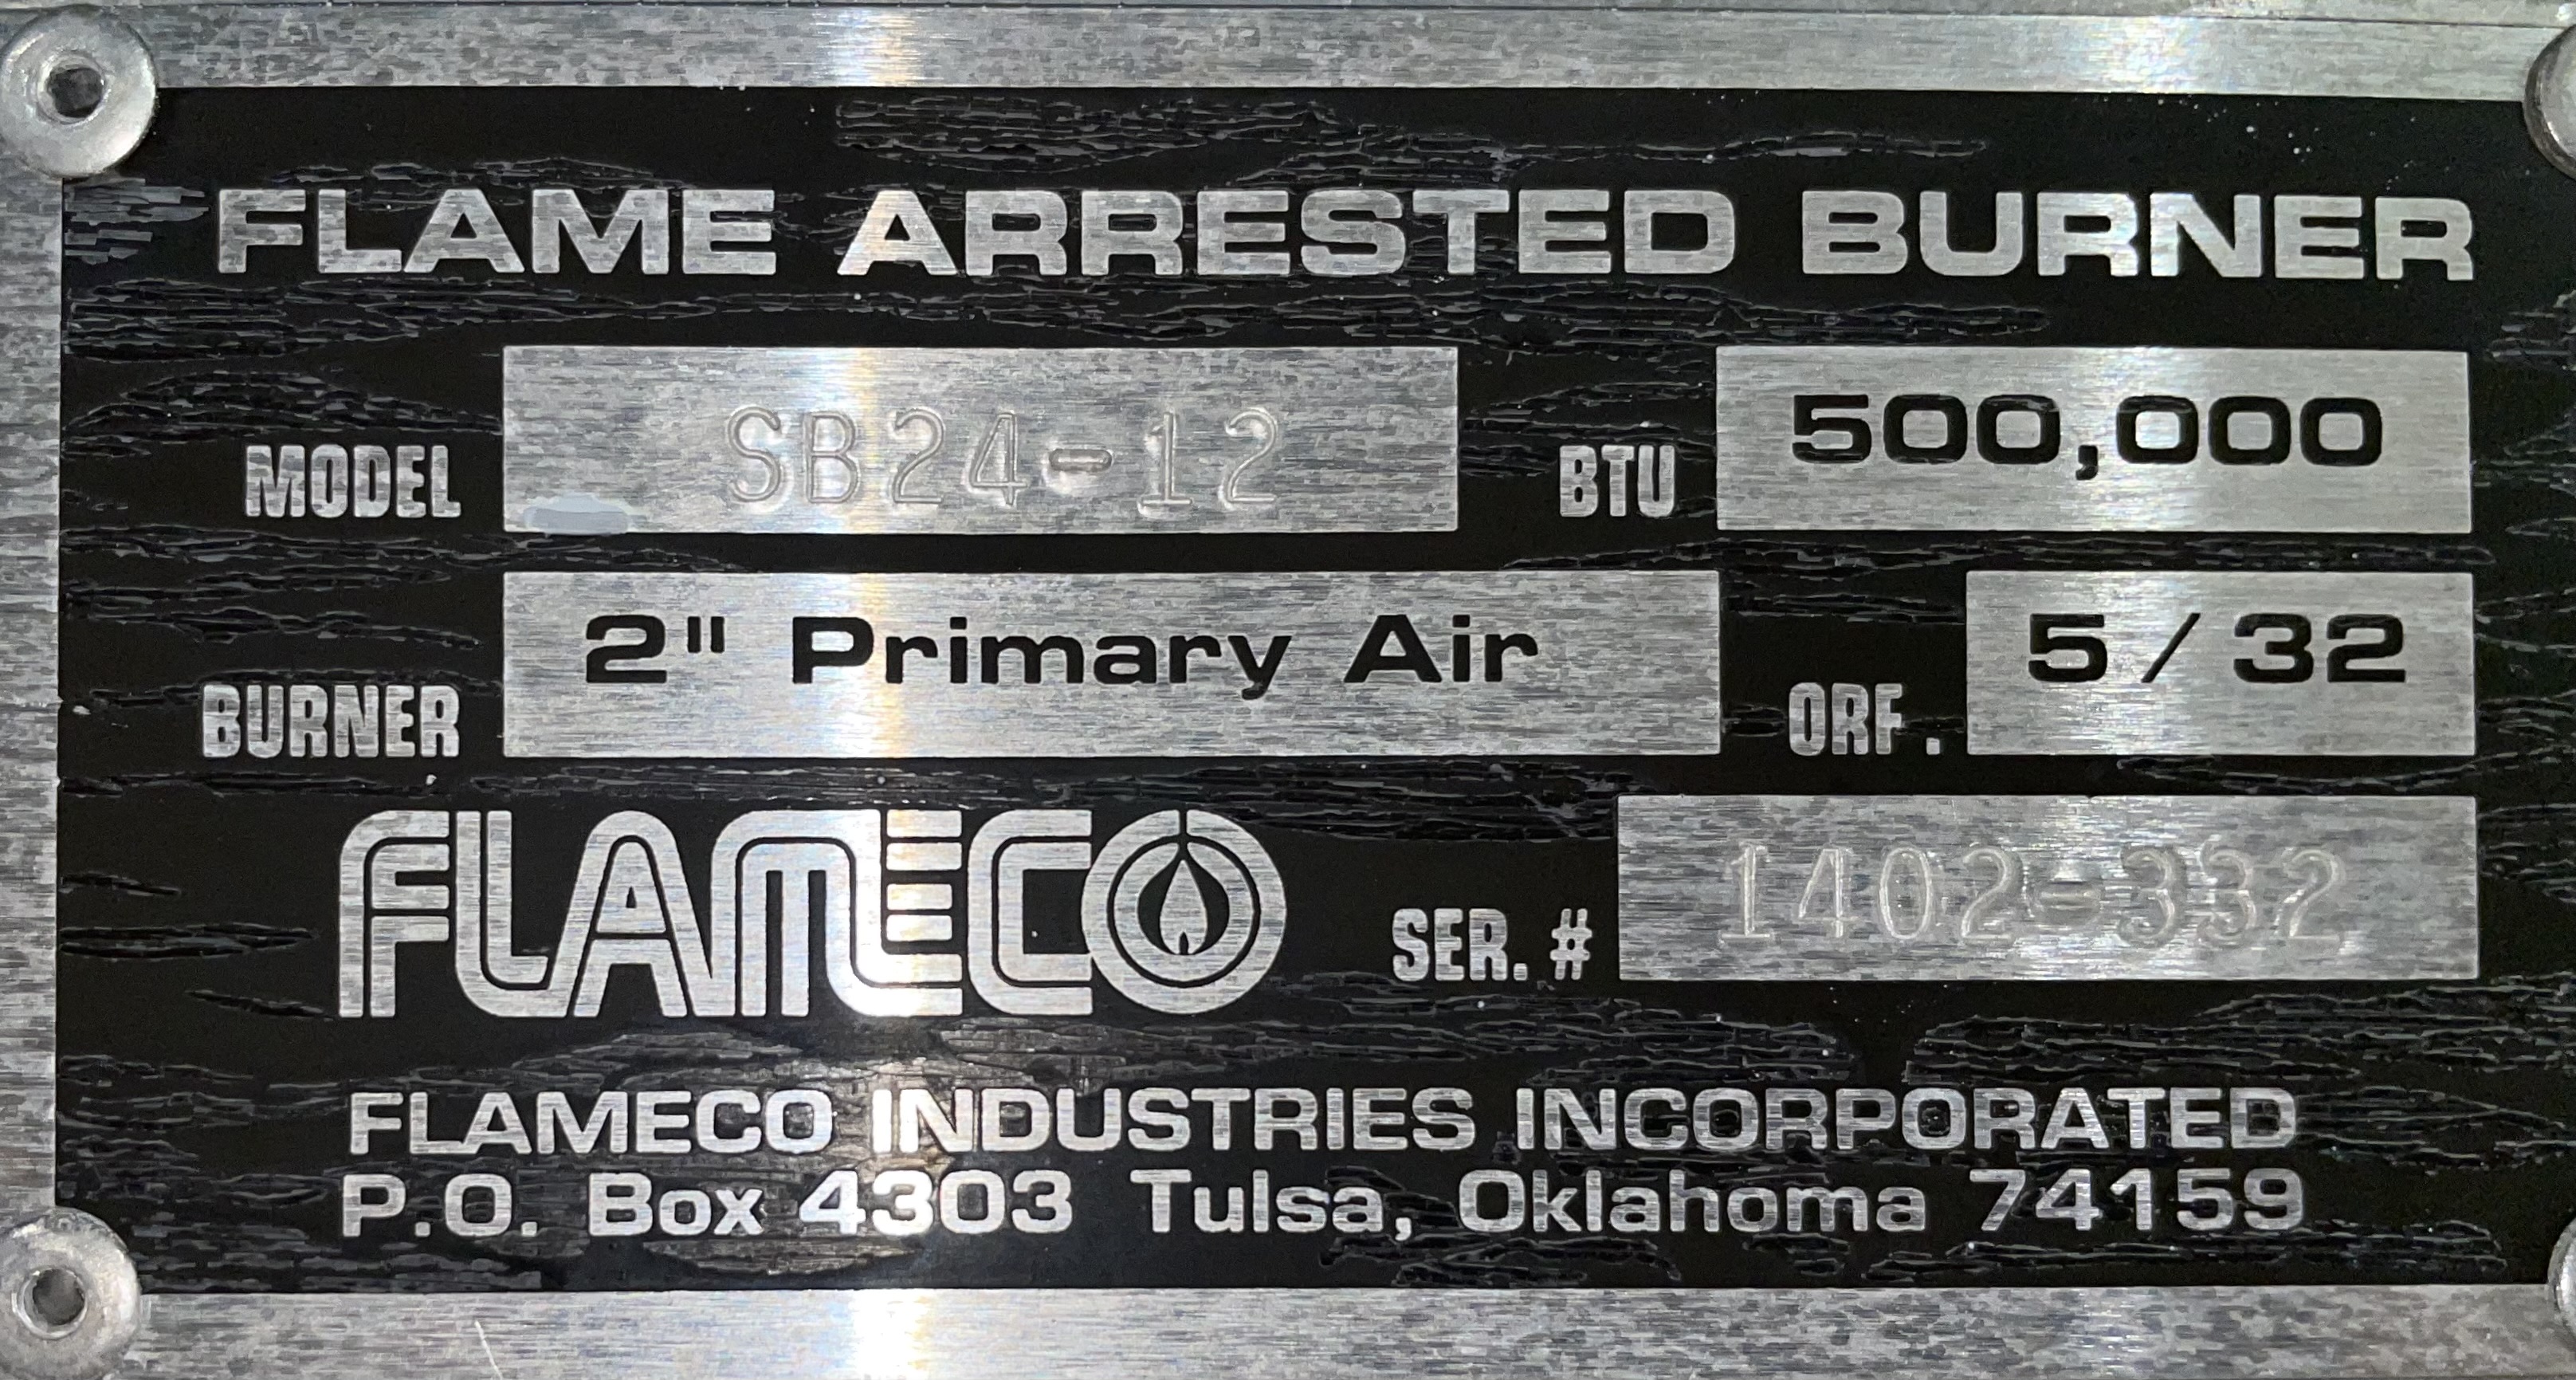 FLAME ARRESTED BURNER
MODEL SB24-12 BTU 500,000
BURNER 2" Primary Air ORF. 5/32
FLAMECO SER. # 1402-332
FLAMECO INDUSTRIES INCORPORATED
P.O. Box 4303 Tulsa, Oklahoma 74159